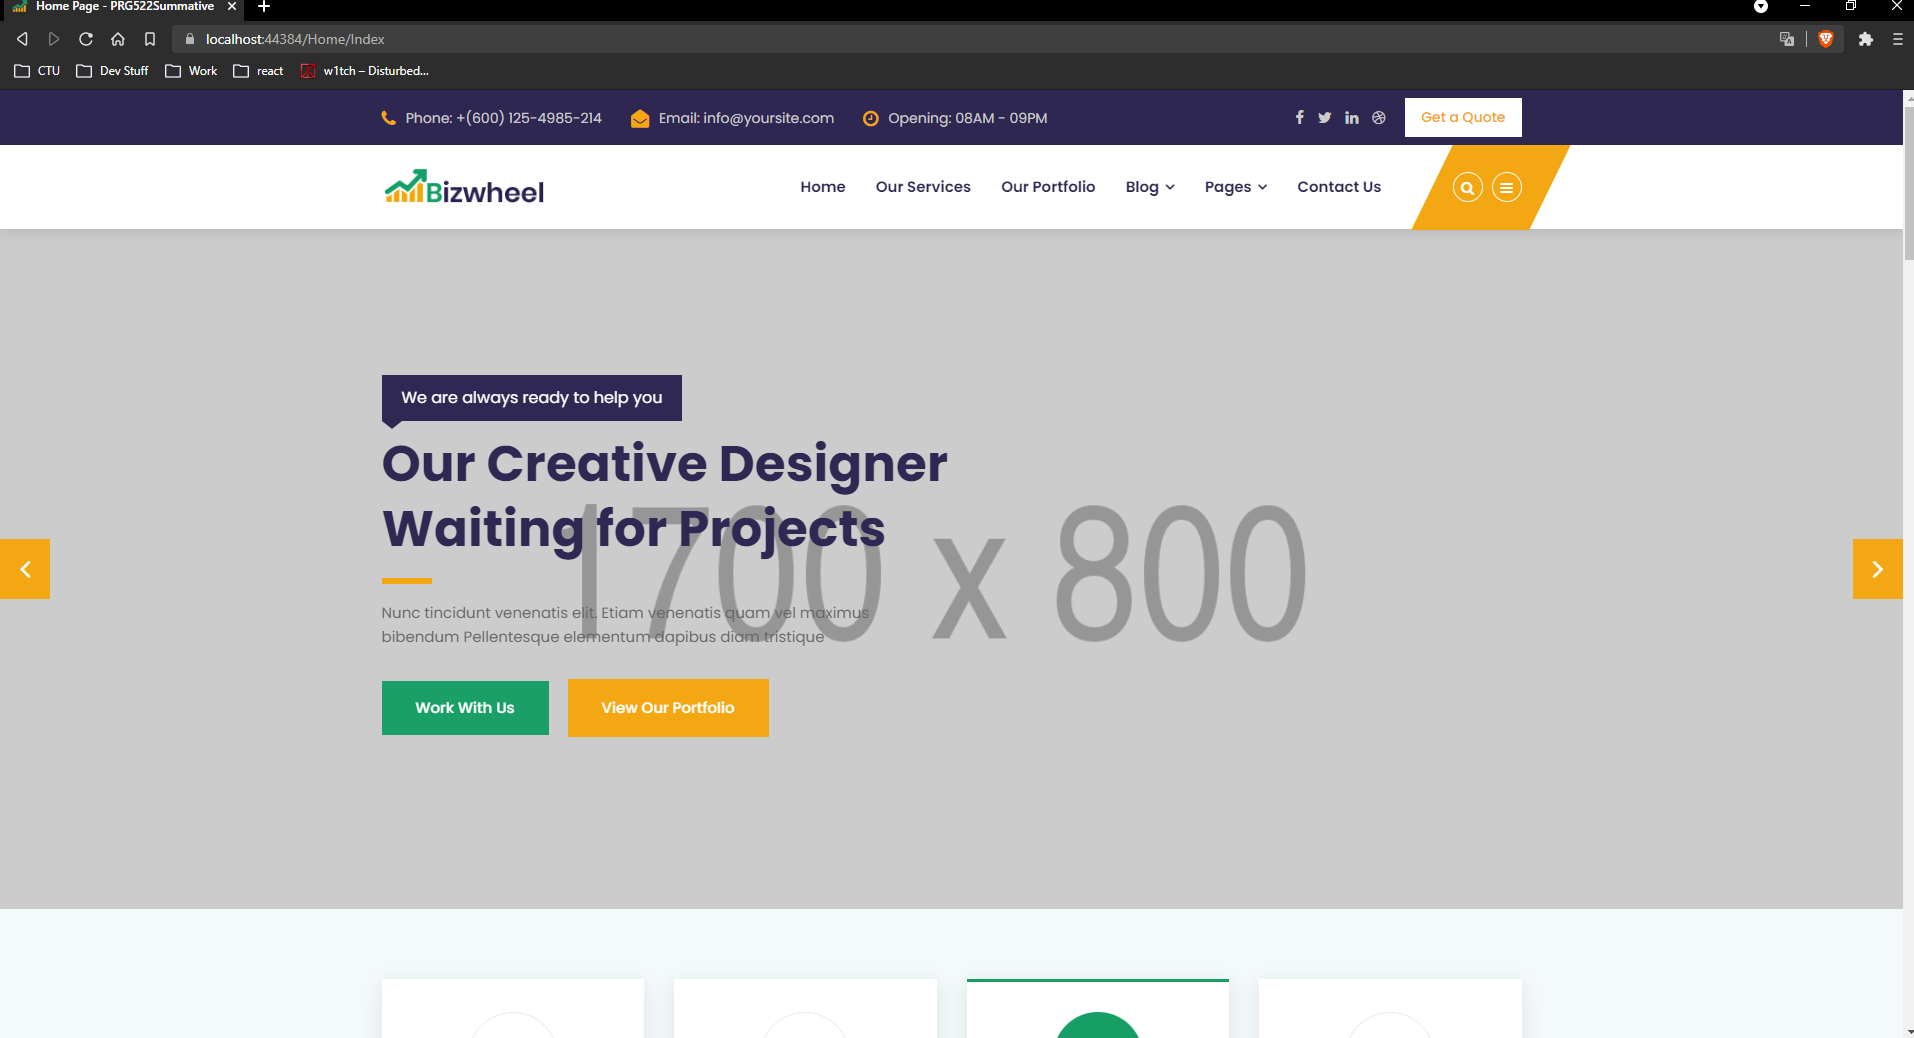 Home Page - PRG522Summative
localhost:44384/Home/Index
CTU Dev Stuff Work react w1tch – Disturbed...
Phone: +(600) 125-4985-214 Email: info@yoursite.com Opening: 08AM - 09PM Get a Quote
Bizwheel Home Our Services Our Portfolio Blog Pages Contact Us
We are always ready to help you
Our Creative Designer
Waiting for Projects
1700 x 800
Nunc tincidunt venenatis elit. Etiam venenatis quam vel maximus
bibendum Pellentesque elementum dapibus diam tristique
Work With Us View Our Portfolio